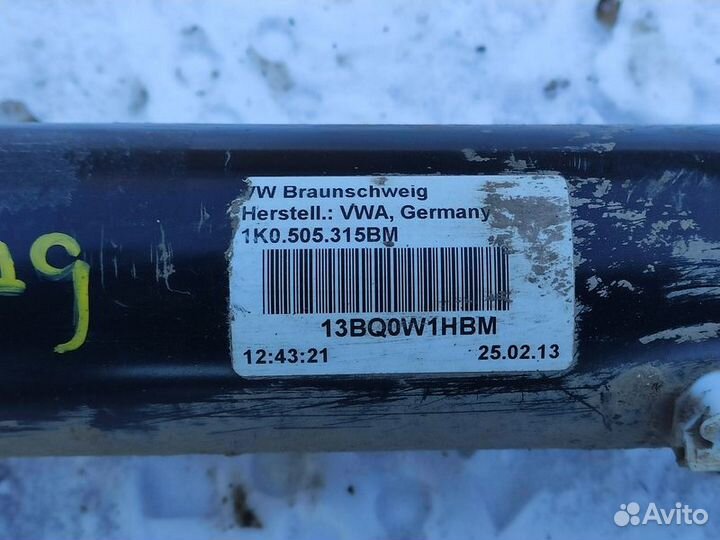 VW Braunschweig
Herstell.: VWA, Germany
1K0.505.315BM
13BQ0W1HBM
12:43:21 25.02.13
Avito